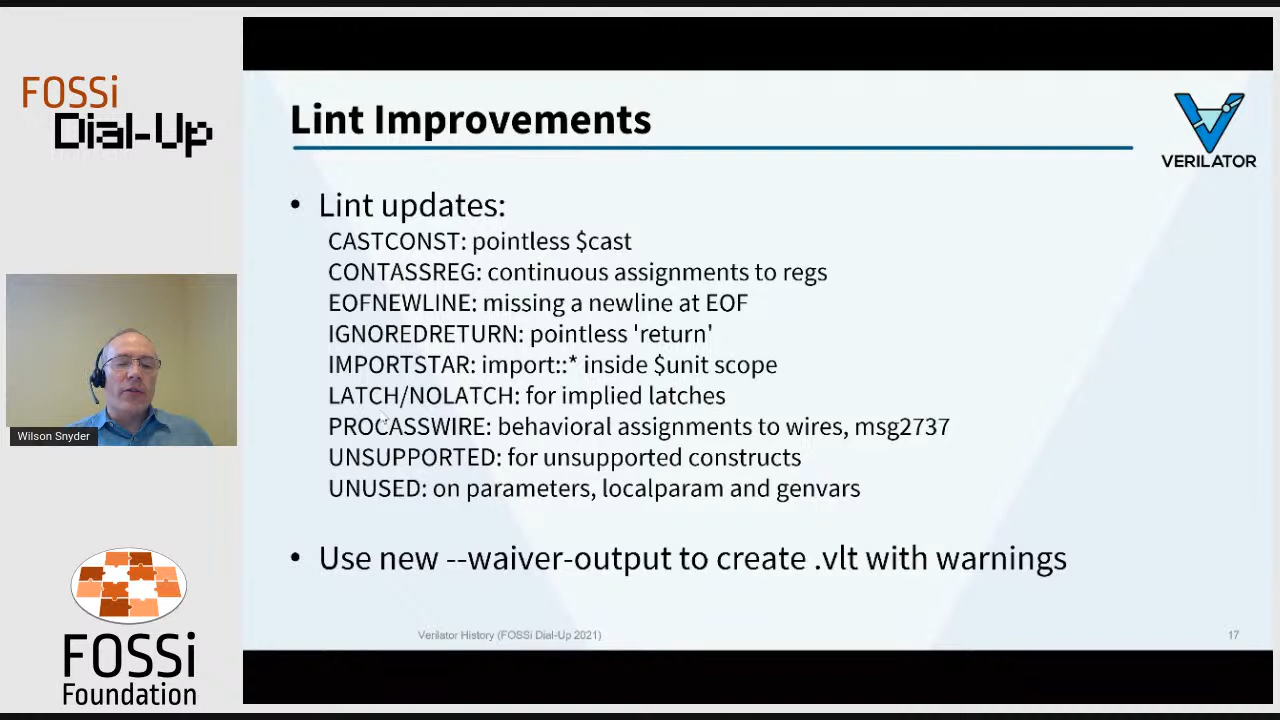 FOSSi
Dial-Up
Lint Improvements
VERILATOR
• Lint updates:
CASTCONST: pointless $cast
CONTASSREG: continuous assignments to regs
EOFNEWLINE: missing a newline at EOF
IGNOREDRETURN: pointless 'return'
IMPORTSTAR: import::* inside $unit scope
LATCH/NOLATCH: for implied latches
PROCASSWIRE: behavioral assignments to wires, msg2737
UNSUPPORTED: for unsupported constructs
UNUSED: on parameters, localparam and genvars
• Use new --waiver-output to create .vlt with warnings
Wilson Snyder
Verilator History (FOSSi Dial-Up 2021)
17
FOSSi
Foundation